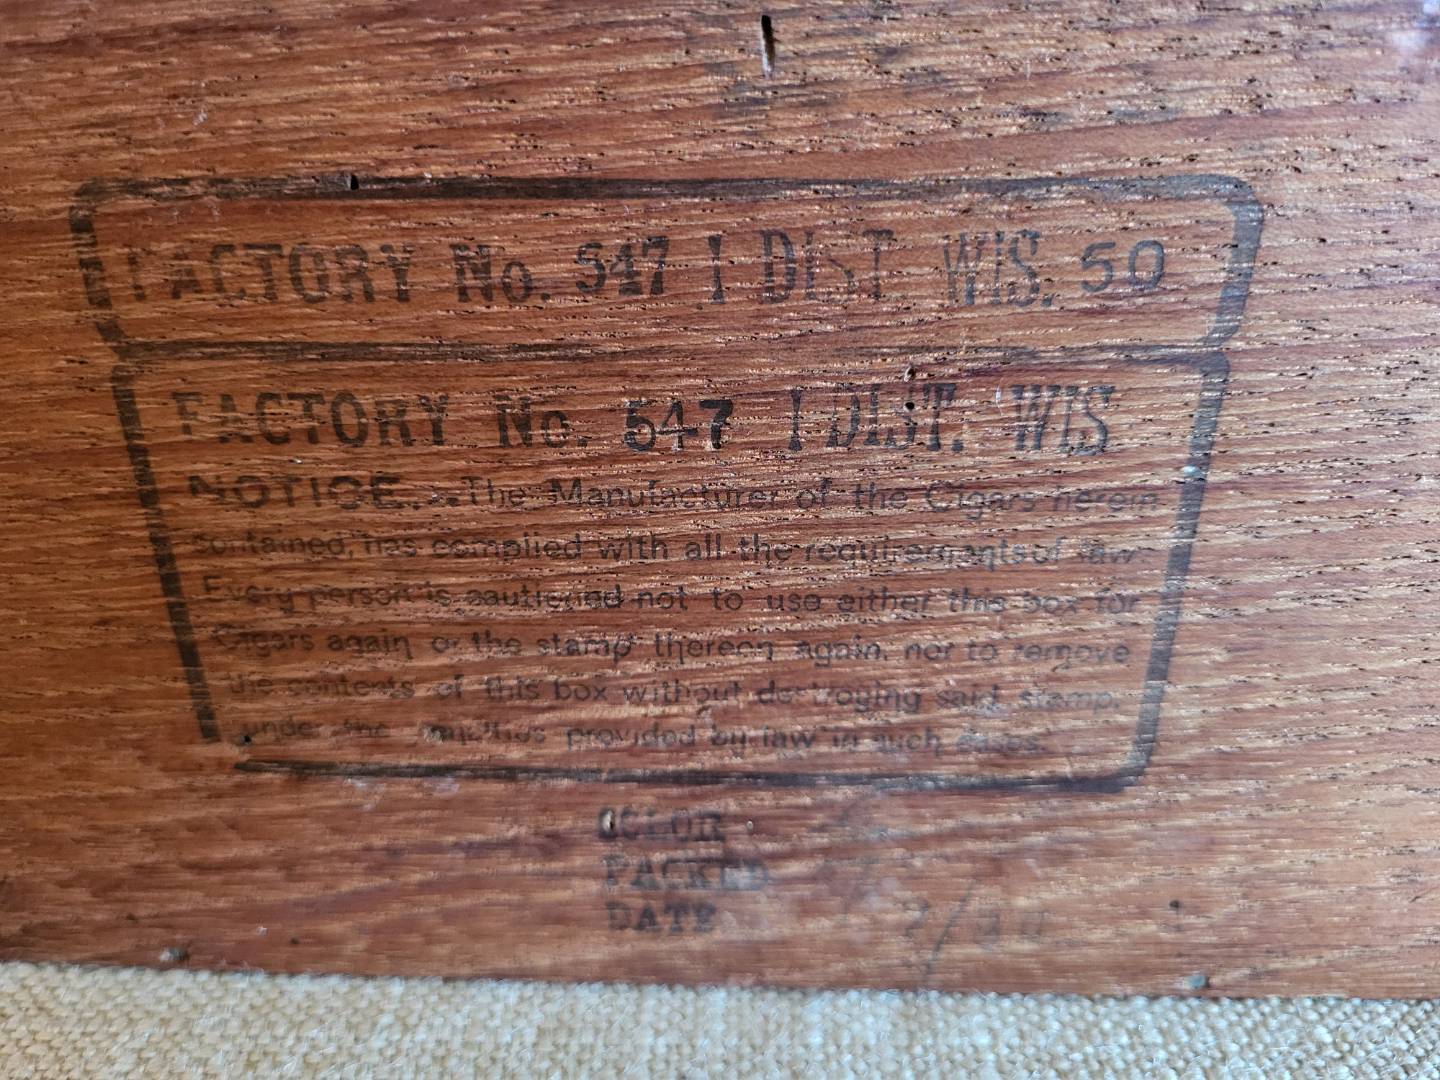 FACTORY No. 547 I DIST. WIS. 50
FACTORY No. 547 I DIST. WIS
NOTICE. The Manufacturer of the Cigars herein
contained, has complied with all the requirements of law
Every person is cautioned not to use either this box for
Cigars again or the stamp thereon again, nor to remove
the contents of this box without destroying said stamp,
under the penalties provided by law in such cases.
COLOR
PACKED
DATE